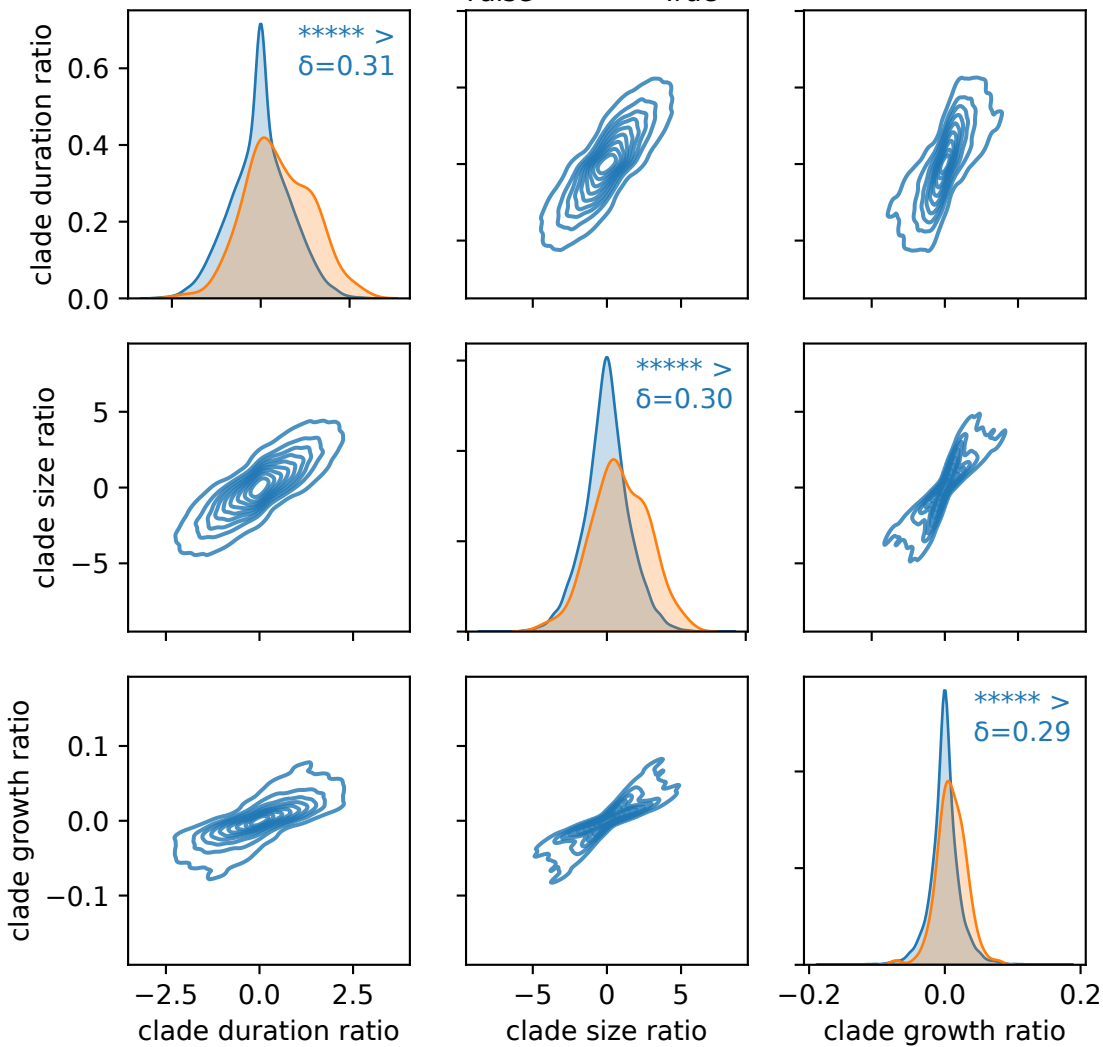 ***** >
δ=0.31
0.6
0.4
0.2
0.0
clade duration ratio
***** >
δ=0.30
5
0
−5
clade size ratio
***** >
δ=0.29
0.1
0.0
−0.1
clade growth ratio
−2.5 0.0 2.5
clade duration ratio
−5 0 5
clade size ratio
−0.2 0.0 0.2
clade growth ratio